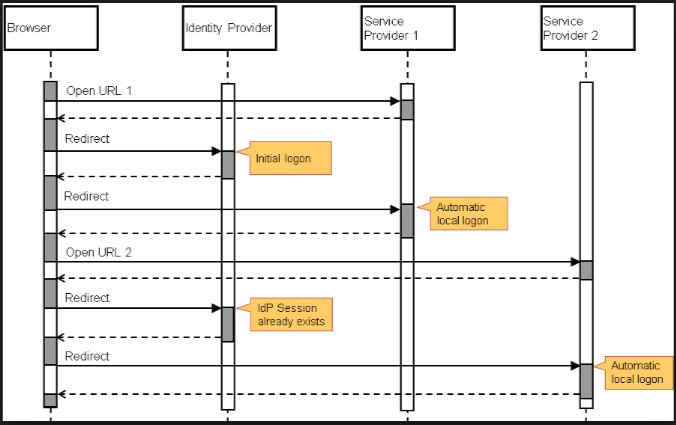 Browser
Identity Provider
Service
Provider 1
Service
Provider 2
Open URL 1
Redirect
Initial logon
Redirect
Automatic
local logon
Open URL 2
Redirect
IdP Session
already exists
Redirect
Automatic
local logon